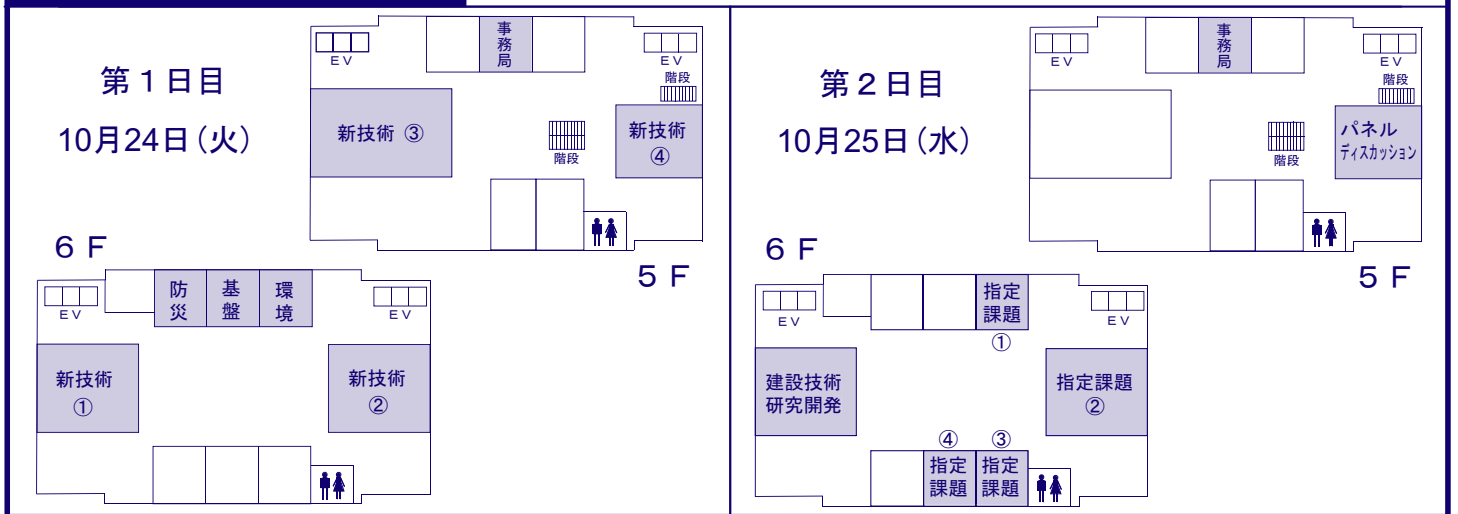 第１日目
10月24日（火）
ＥＶ
事務局
ＥＶ
階段
新技術 ③
階段
新技術
④
５Ｆ
６Ｆ
ＥＶ
防災
基盤
環境
ＥＶ
新技術
①
新技術
②
第２日目
10月25日（水）
ＥＶ
事務局
ＥＶ
階段
階段
パネル
ディスカッション
５Ｆ
６Ｆ
ＥＶ
指定
課題
①
ＥＶ
建設技術
研究開発
指定課題
②
④
指定
課題
③
指定
課題